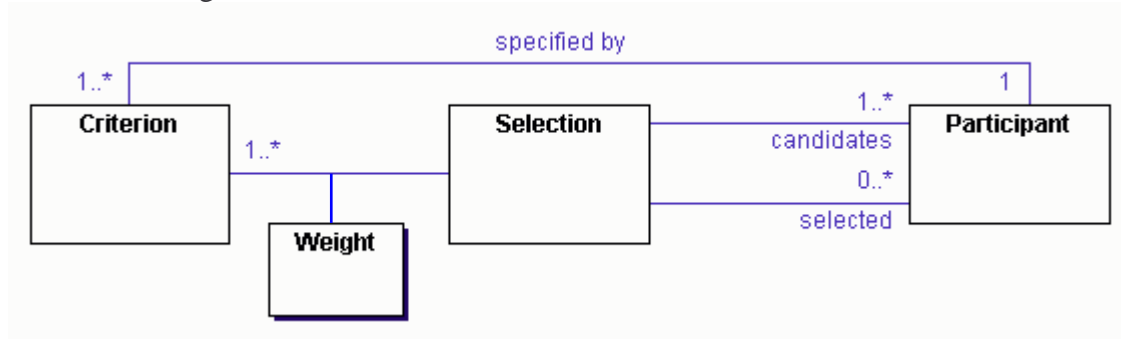 specified by
1..*
1
Criterion
Selection
1..*
Participant
1..*
candidates
0..*
selected
Weight